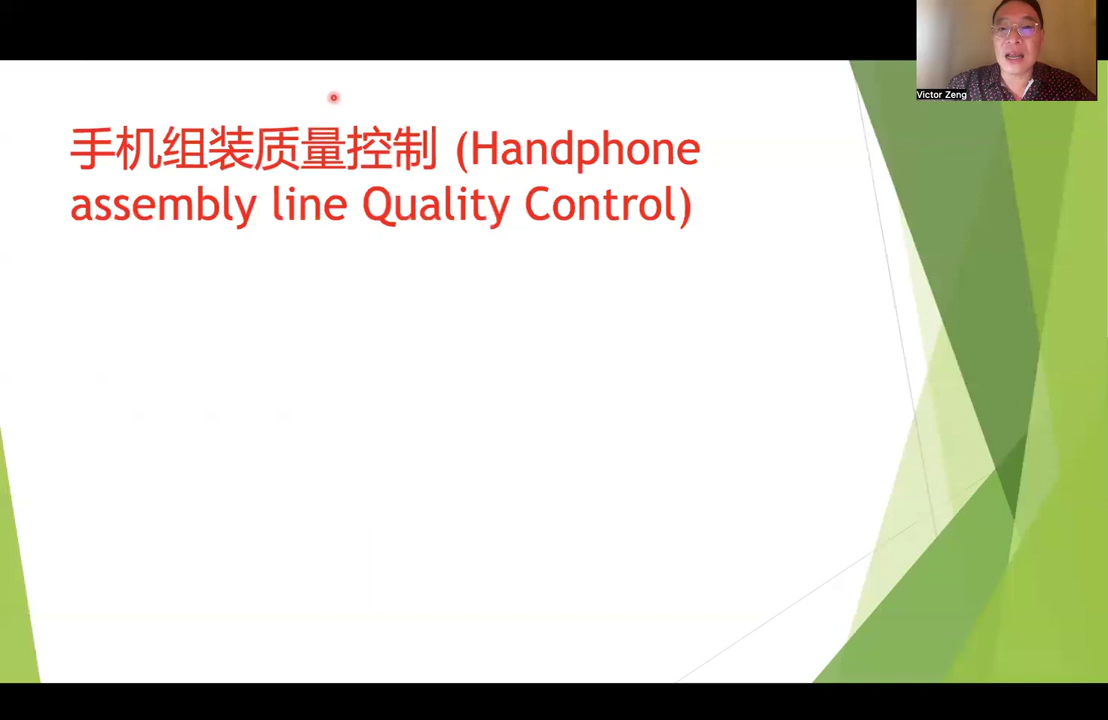 Victor Zeng
手机组装质量控制 (Handphone
assembly line Quality Control)